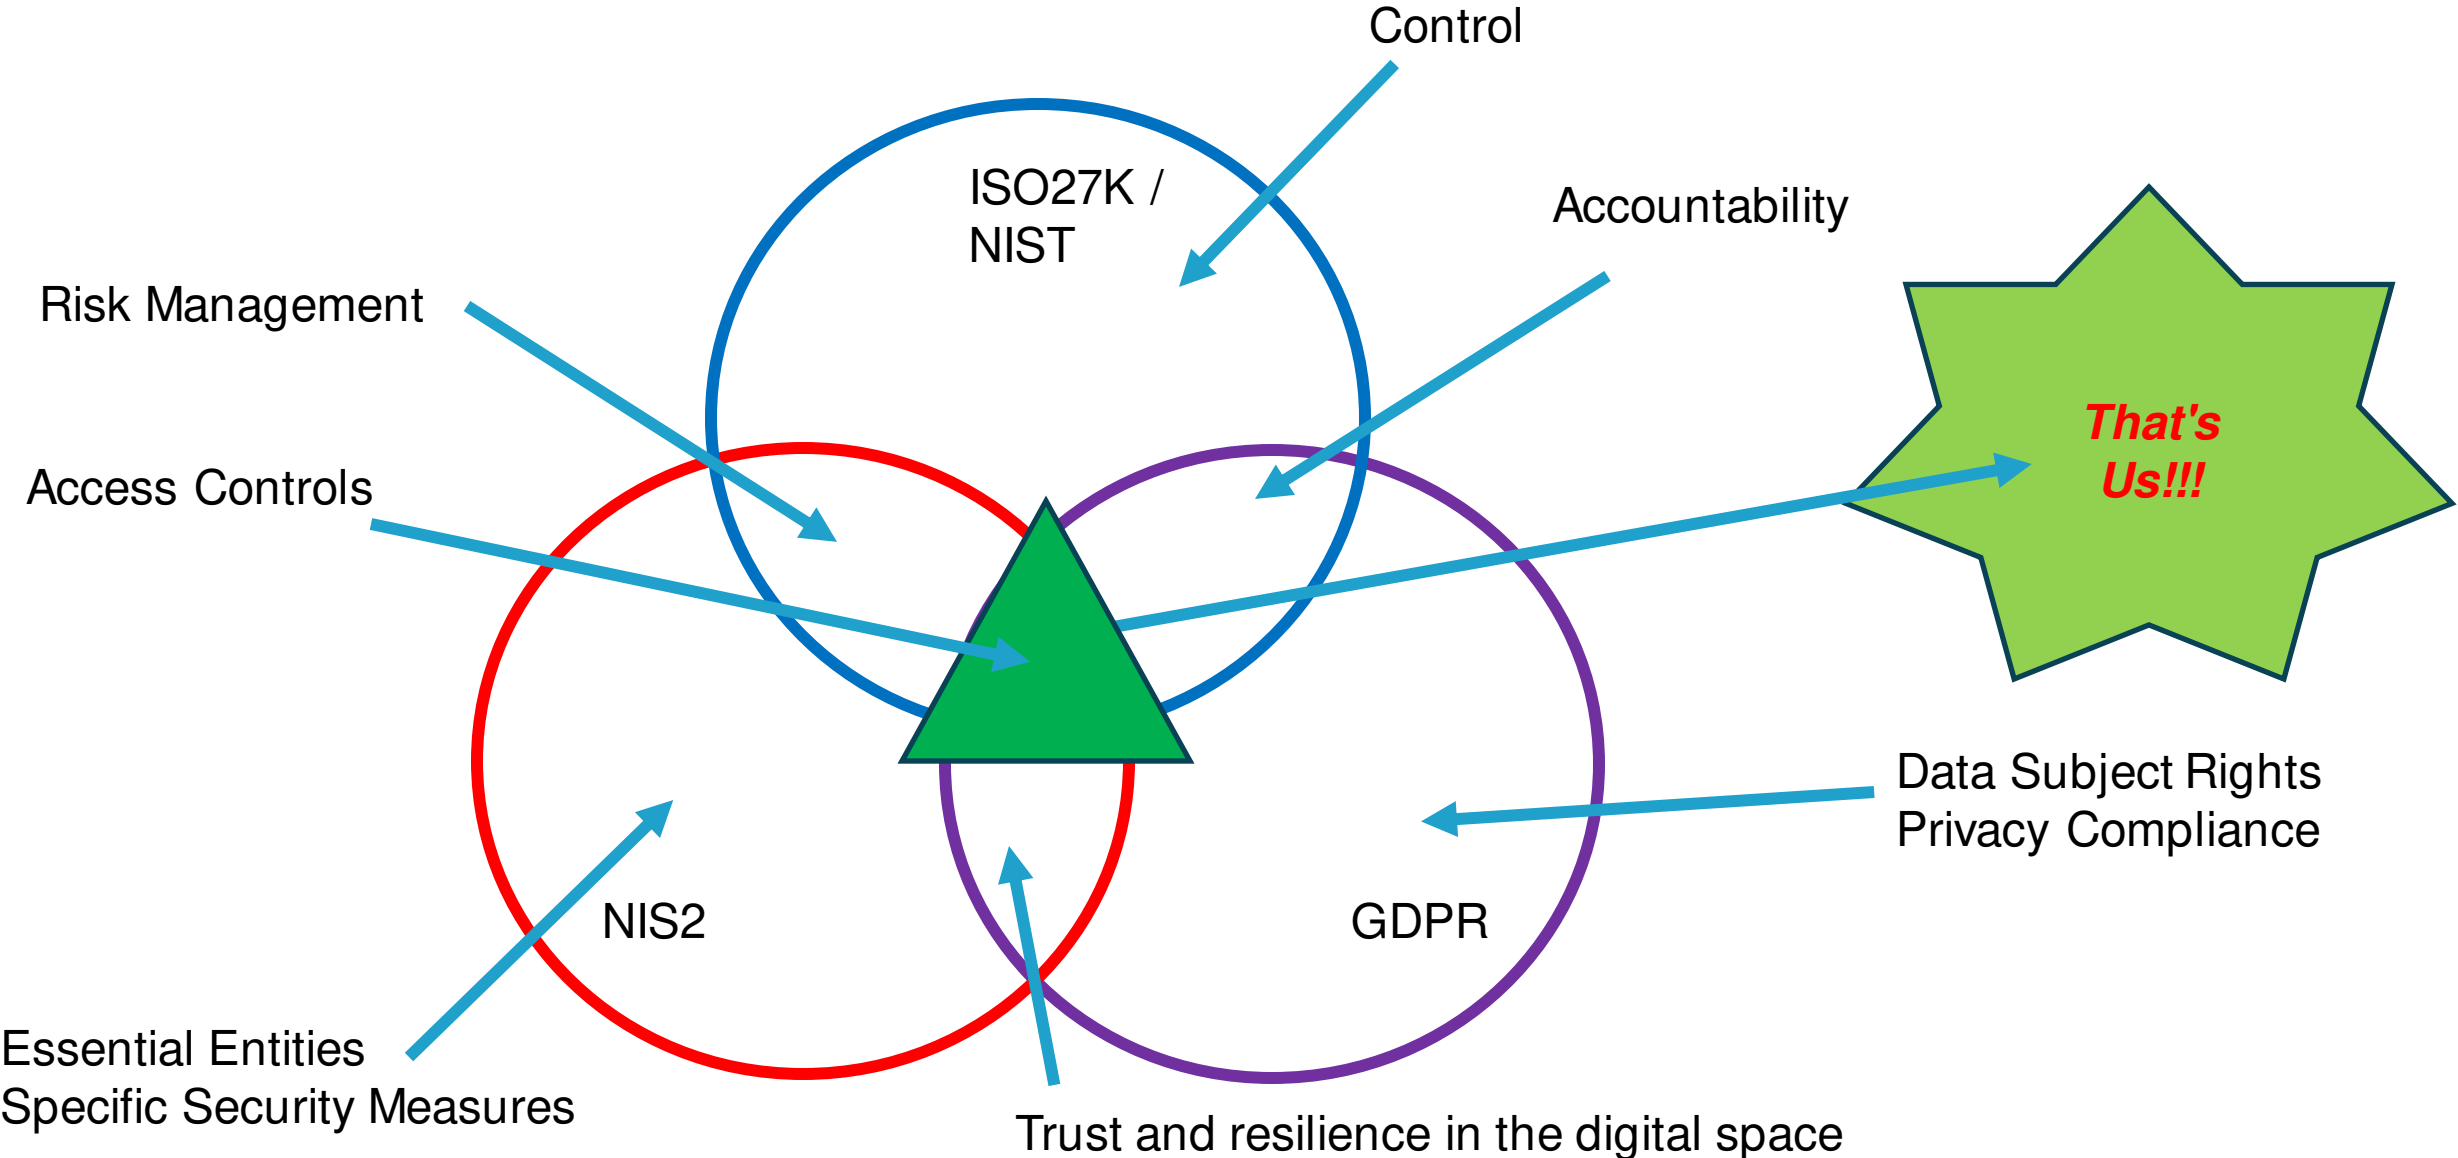 Control
ISO27K /
NIST
Accountability
Risk Management
Access Controls
That's
Us!!!
Data Subject Rights
Privacy Compliance
NIS2
GDPR
Essential Entities
Specific Security Measures
Trust and resilience in the digital space